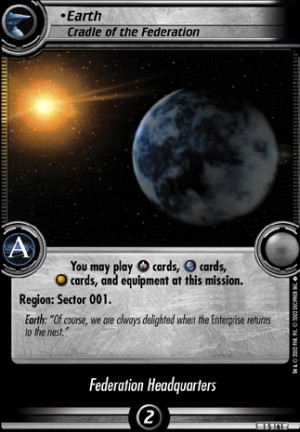 •Earth
Cradle of the Federation
A
You may play cards, cards,
cards, and equipment at this mission.
Region: Sector 001.
Earth: "Of course, we are always delighted when the Enterprise returns
to the nest."
Federation Headquarters
2